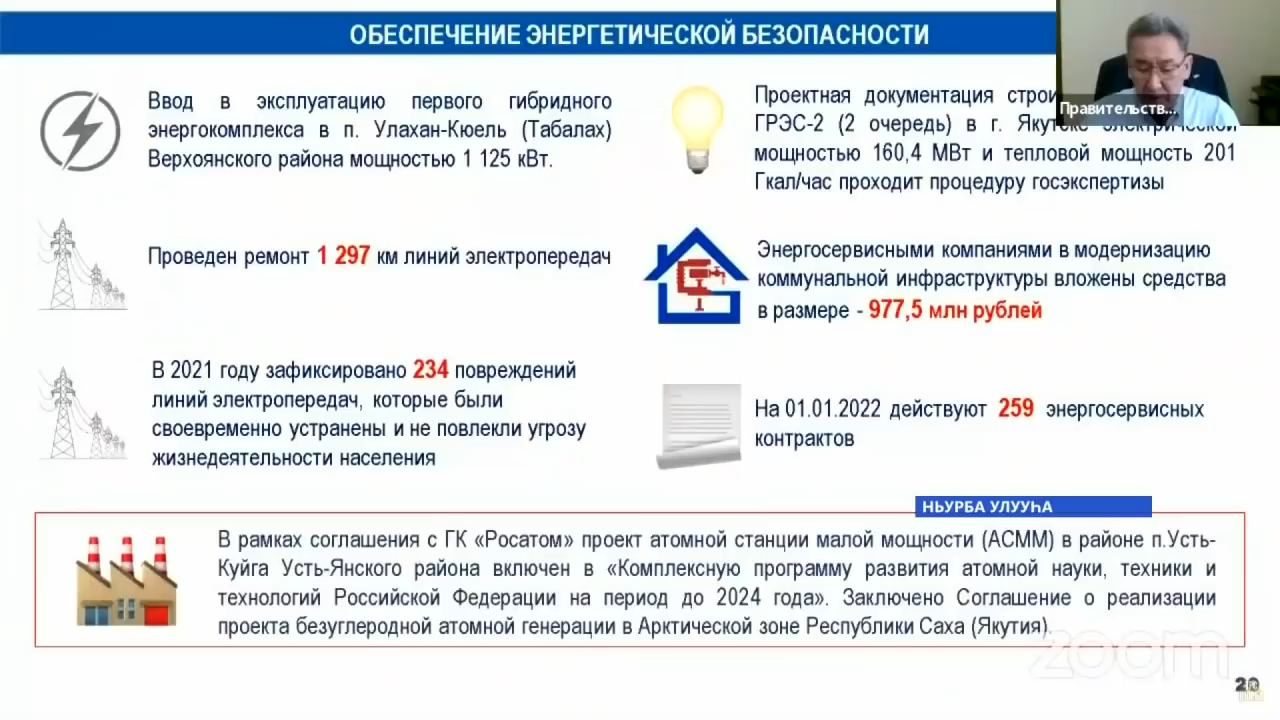 ОБЕСПЕЧЕНИЕ ЭНЕРГЕТИЧЕСКОЙ БЕЗОПАСНОСТИ
Правительств...
Ввод в эксплуатацию первого гибридного
энергокомплекса в п. Улахан-Кюель (Табалах)
Верхоянского района мощностью 1 125 кВт.
Проектная документация
ГРЭС-2 (2 очередь) в г. Якутске электрической
мощностью 160,4 МВт и тепловой мощность 201
Гкал/час проходит процедуру госэкспертизы
Проведен ремонт 1 297 км линий электропередач
Энергосервисными компаниями в модернизацию
коммунальной инфраструктуры вложены средства
в размере - 977,5 млн рублей
В 2021 году зафиксировано 234 повреждений
линий электропередач, которые были
своевременно устранены и не повлекли угрозу
жизнедеятельности населения
На 01.01.2022 действуют 259 энергосервисных
контрактов
НЬУРБА УЛУУҺА
В рамках соглашения с ГК «Росатом» проект атомной станции малой мощности (АСММ) в районе п.Усть-
Куйга Усть-Янского района включен в «Комплексную программу развития атомной науки, техники и
технологий Российской Федерации на период до 2024 года». Заключено Соглашение о реализации
проекта безуглеродной атомной генерации в Арктической зоне Республики Саха (Якутия).
zoom
20